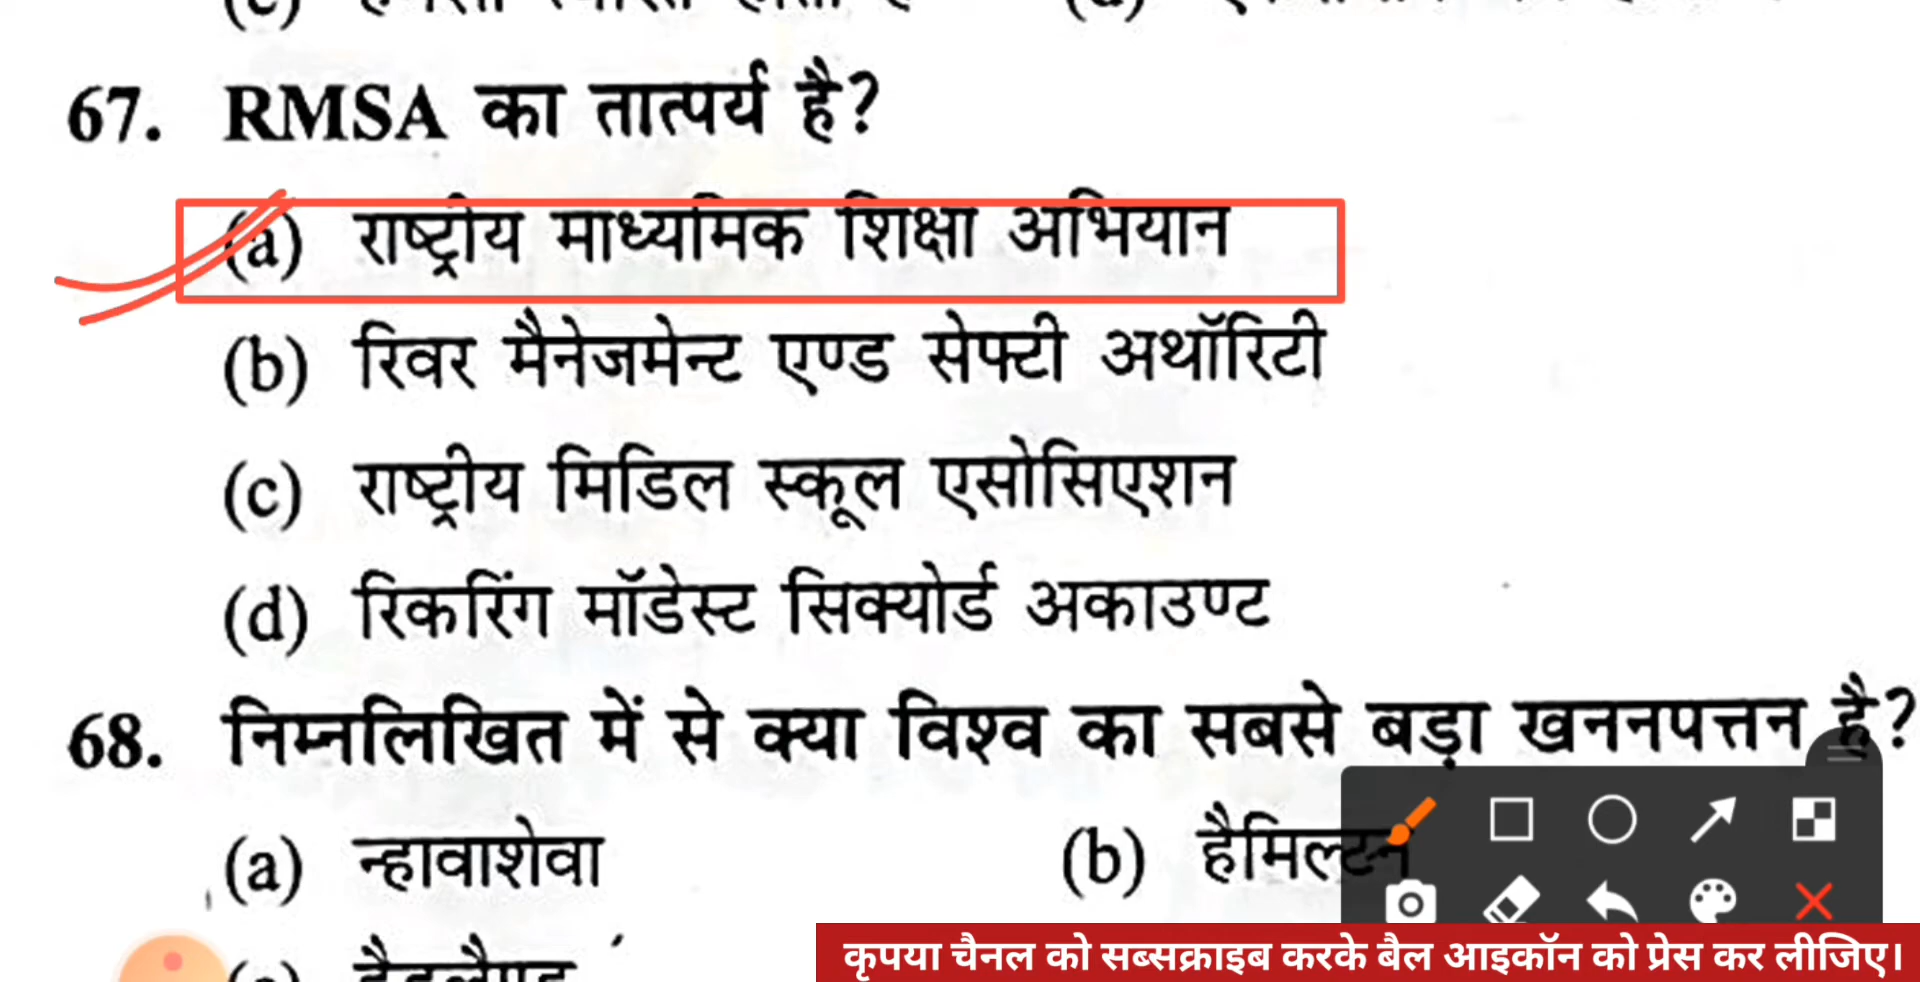 67. RMSA का तात्पर्य है?
(a) राष्ट्रीय माध्यमिक शिक्षा अभियान
(b) रिवर मैनेजमेन्ट एण्ड सेफ्टी अथॉरिटी
(c) राष्ट्रीय मिडिल स्कूल एसोसिएशन
(d) रिकरिंग मॉडेस्ट सिक्योर्ड अकाउण्ट
68. निम्नलिखित में से क्या विश्व का सबसे बड़ा खननपत्तन है?
(a) न्हावाशेवा (b) हैमिल्टन
कृपया चैनल को सब्सक्राइब करके बैल आइकॉन को प्रेस कर लीजिए।